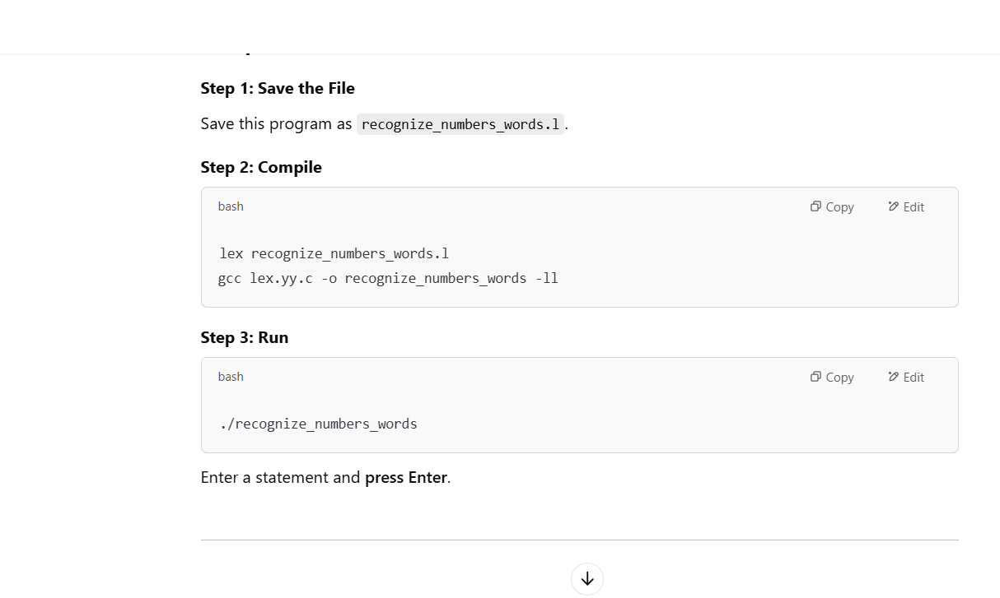 Step 1: Save the File
Save this program as recognize_numbers_words.l.
Step 2: Compile
bash
Copy
Edit
lex recognize_numbers_words.l
gcc lex.yy.c -o recognize_numbers_words -ll
Step 3: Run
bash
Copy
Edit
./recognize_numbers_words
Enter a statement and press Enter.